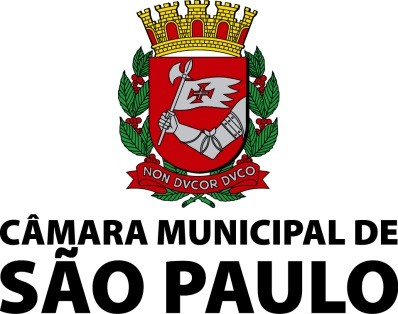 NON DVCOR DVCO
CÂMARA MUNICIPAL DE
SÃO PAULO